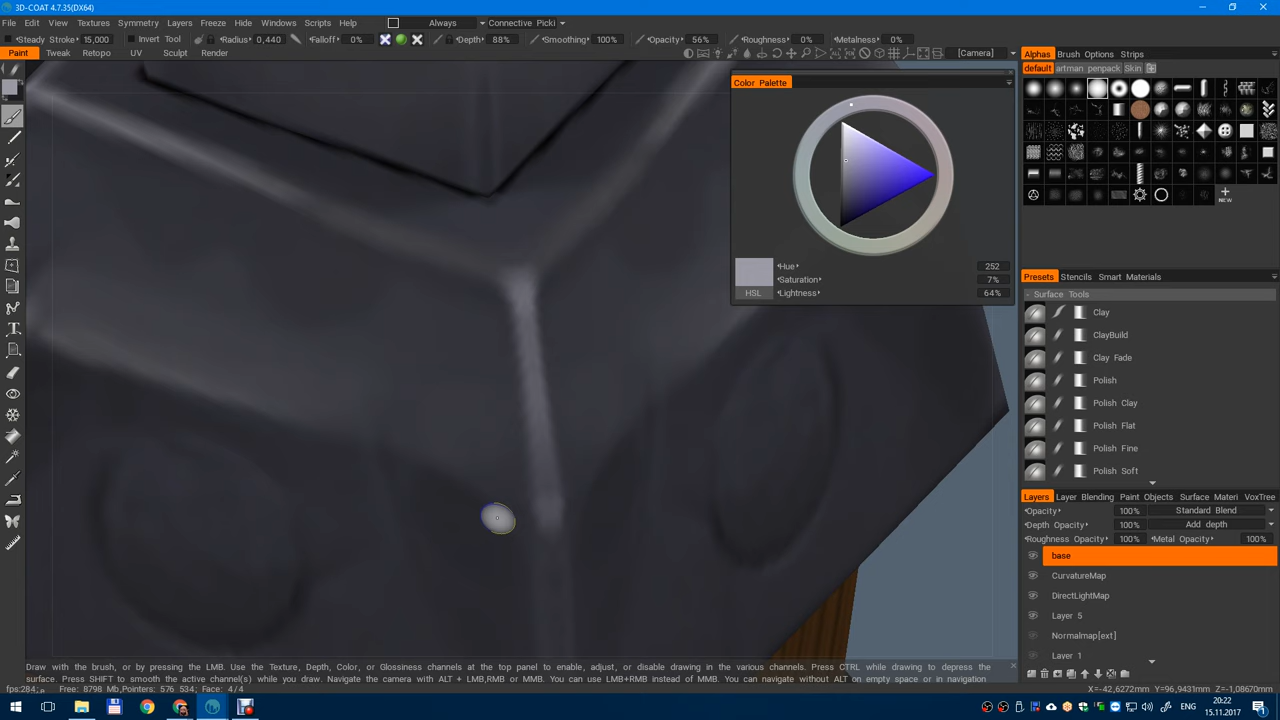 3D-COAT 4.7.35(DX64)
File Edit View Textures Symmetry Layers Freeze Hide Windows Scripts Help Always Connective Picki
Steady Stroke 15,000 Invert Tool Radius 0,440 Falloff 0% Depth 88% Smoothing 100% Opacity 56% Roughness 0% Metalness 0%
Paint Tweak Retopo UV Sculpt Render [Camera]
Alphas Brush Options Strips
default artman penpack Skin
Color Palette
NEW
Hue 252
Saturation 7%
HSL Lightness 64%
Presets Stencils Smart Materials
- Surface Tools
Clay
ClayBuild
Clay Fade
Polish
Polish Clay
Polish Flat
Polish Fine
Polish Soft
Layers Layer Blending Paint Objects Surface Materi VoxTree
Opacity 100% Standard Blend
Depth Opacity 100% Add depth
Roughness Opacity 100% Metal Opacity 100%
base
CurvatureMap
DirectLightMap
Layer 5
Normalmap[ext]
Layer 1
Draw with the brush, or by pressing the LMB. Use the Texture, Depth, Color, or Glossiness channels at the top panel to enable, adjust, or disable drawing in the various channels. Press CTRL while drawing to depress the
surface. Press SHIFT to smooth the active channel(s) while you draw. Navigate the camera with ALT + LMB,RMB or MMB. You can use LMB+RMB instead of MMB. You can navigate without ALT on empty space or in navigation
fps:284; Free: 8798 Mb,Pointers: 576 534; Face: 4/4 X=-42,6272mm Y=96,9431mm Z=-1,08670mm
ENG 20:22
15.11.2017